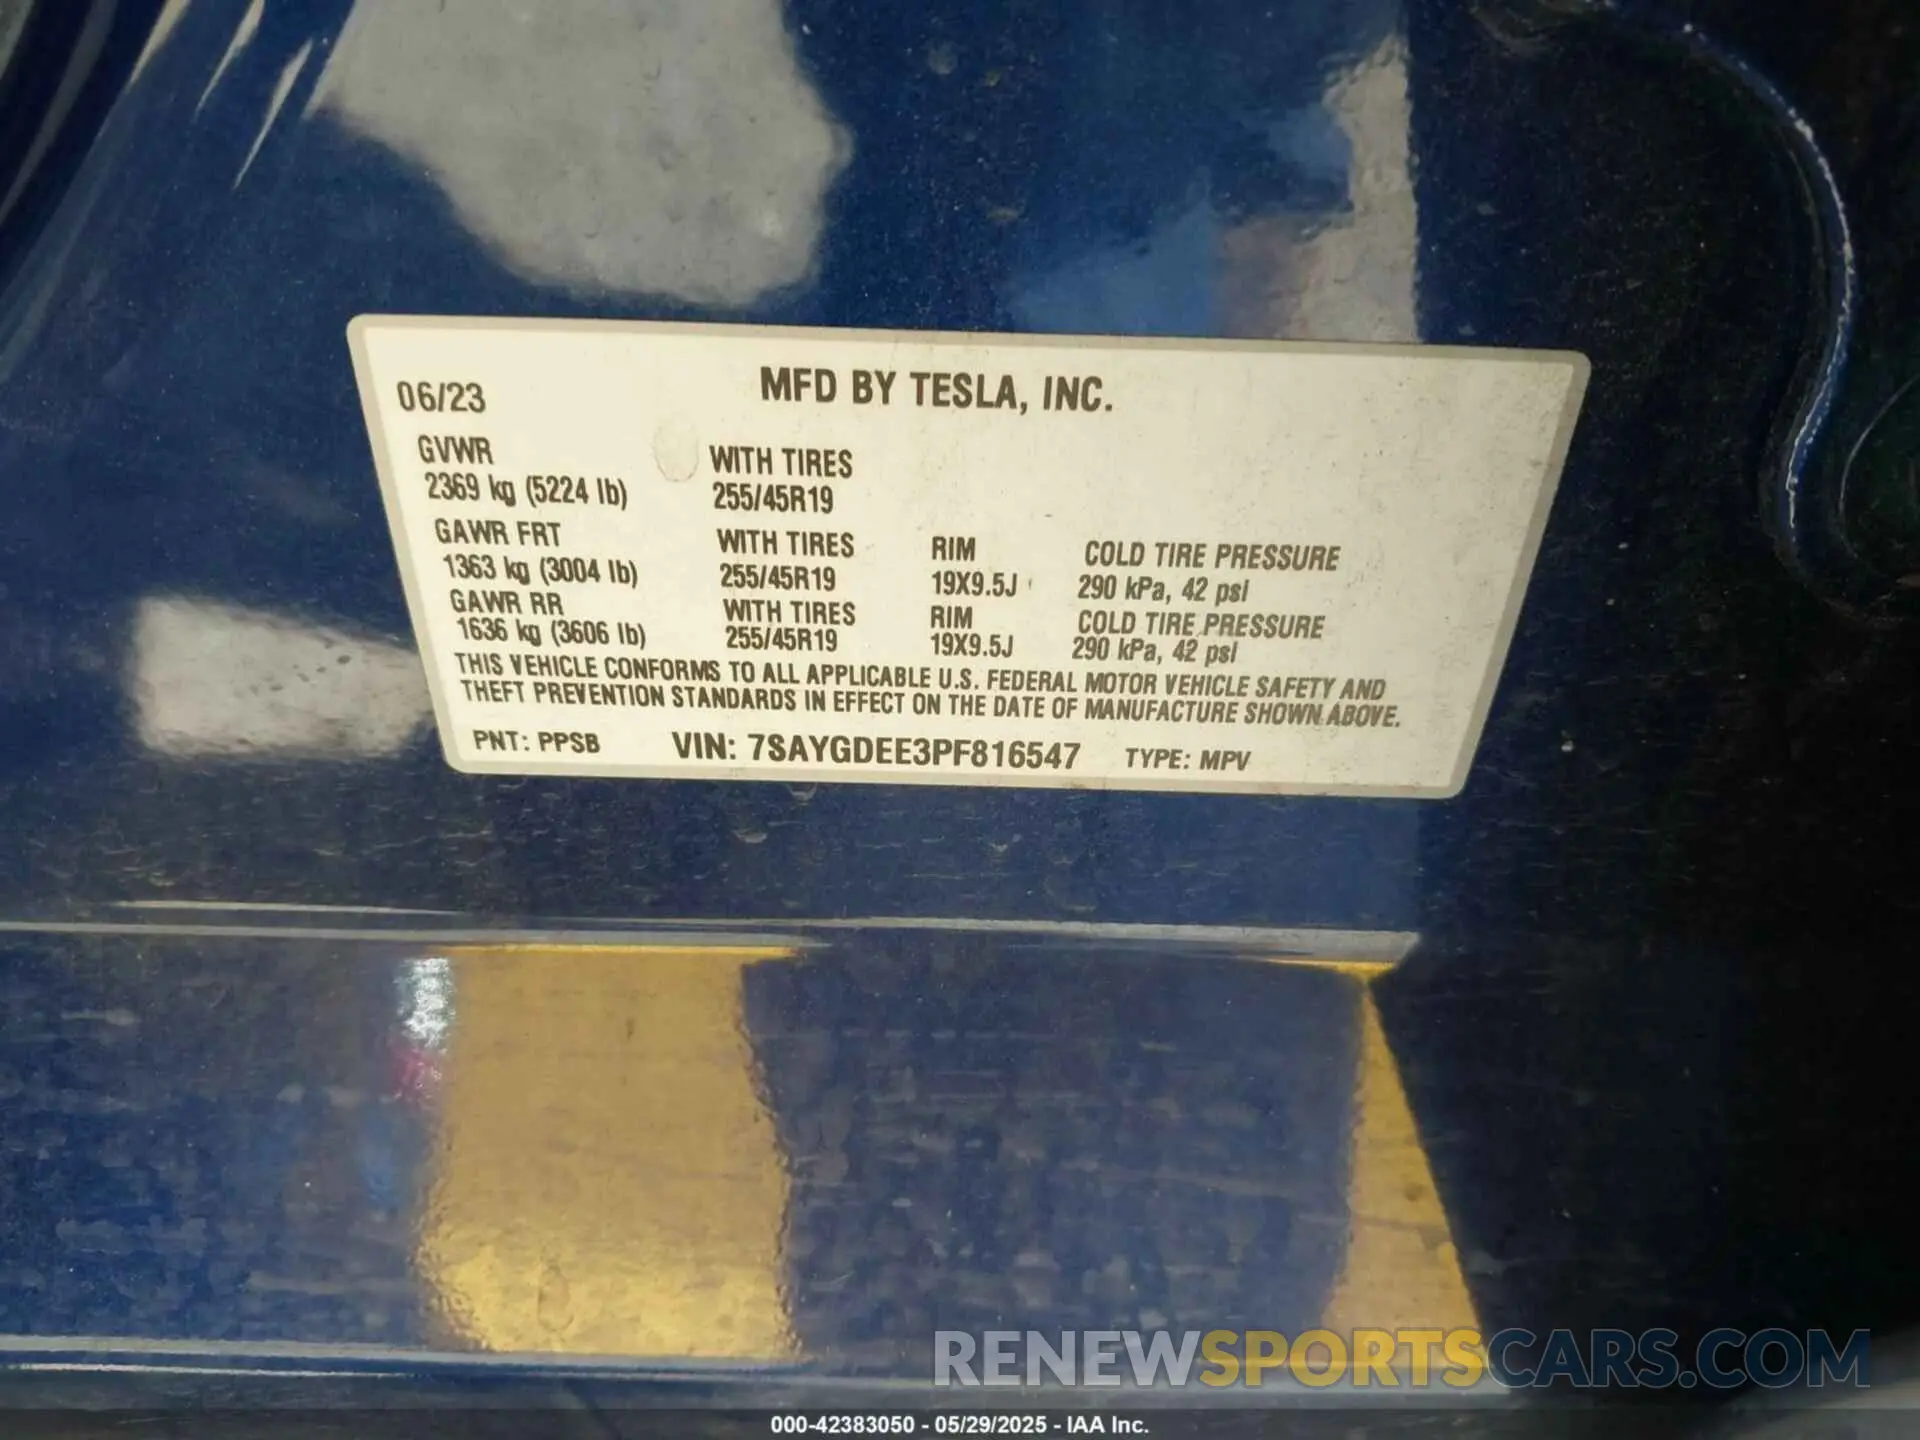 06/23 MFD BY TESLA, INC.
GVWR WITH TIRES
2369 kg (5224 lb) 255/45R19
GAWR FRT WITH TIRES RIM COLD TIRE PRESSURE
1363 kg (3004 lb) 255/45R19 19X9.5J 290 kPa, 42 psi
GAWR RR WITH TIRES RIM COLD TIRE PRESSURE
1636 kg (3606 lb) 255/45R19 19X9.5J 290 kPa, 42 psi
THIS VEHICLE CONFORMS TO ALL APPLICABLE U.S. FEDERAL MOTOR VEHICLE SAFETY AND
THEFT PREVENTION STANDARDS IN EFFECT ON THE DATE OF MANUFACTURE SHOWN ABOVE.
PNT: PPSB VIN: 7SAYGDEE3PF816547 TYPE: MPV
RENEWSPORTSCARS.COM
000-42383050 - 05/29/2025 - IAA Inc.